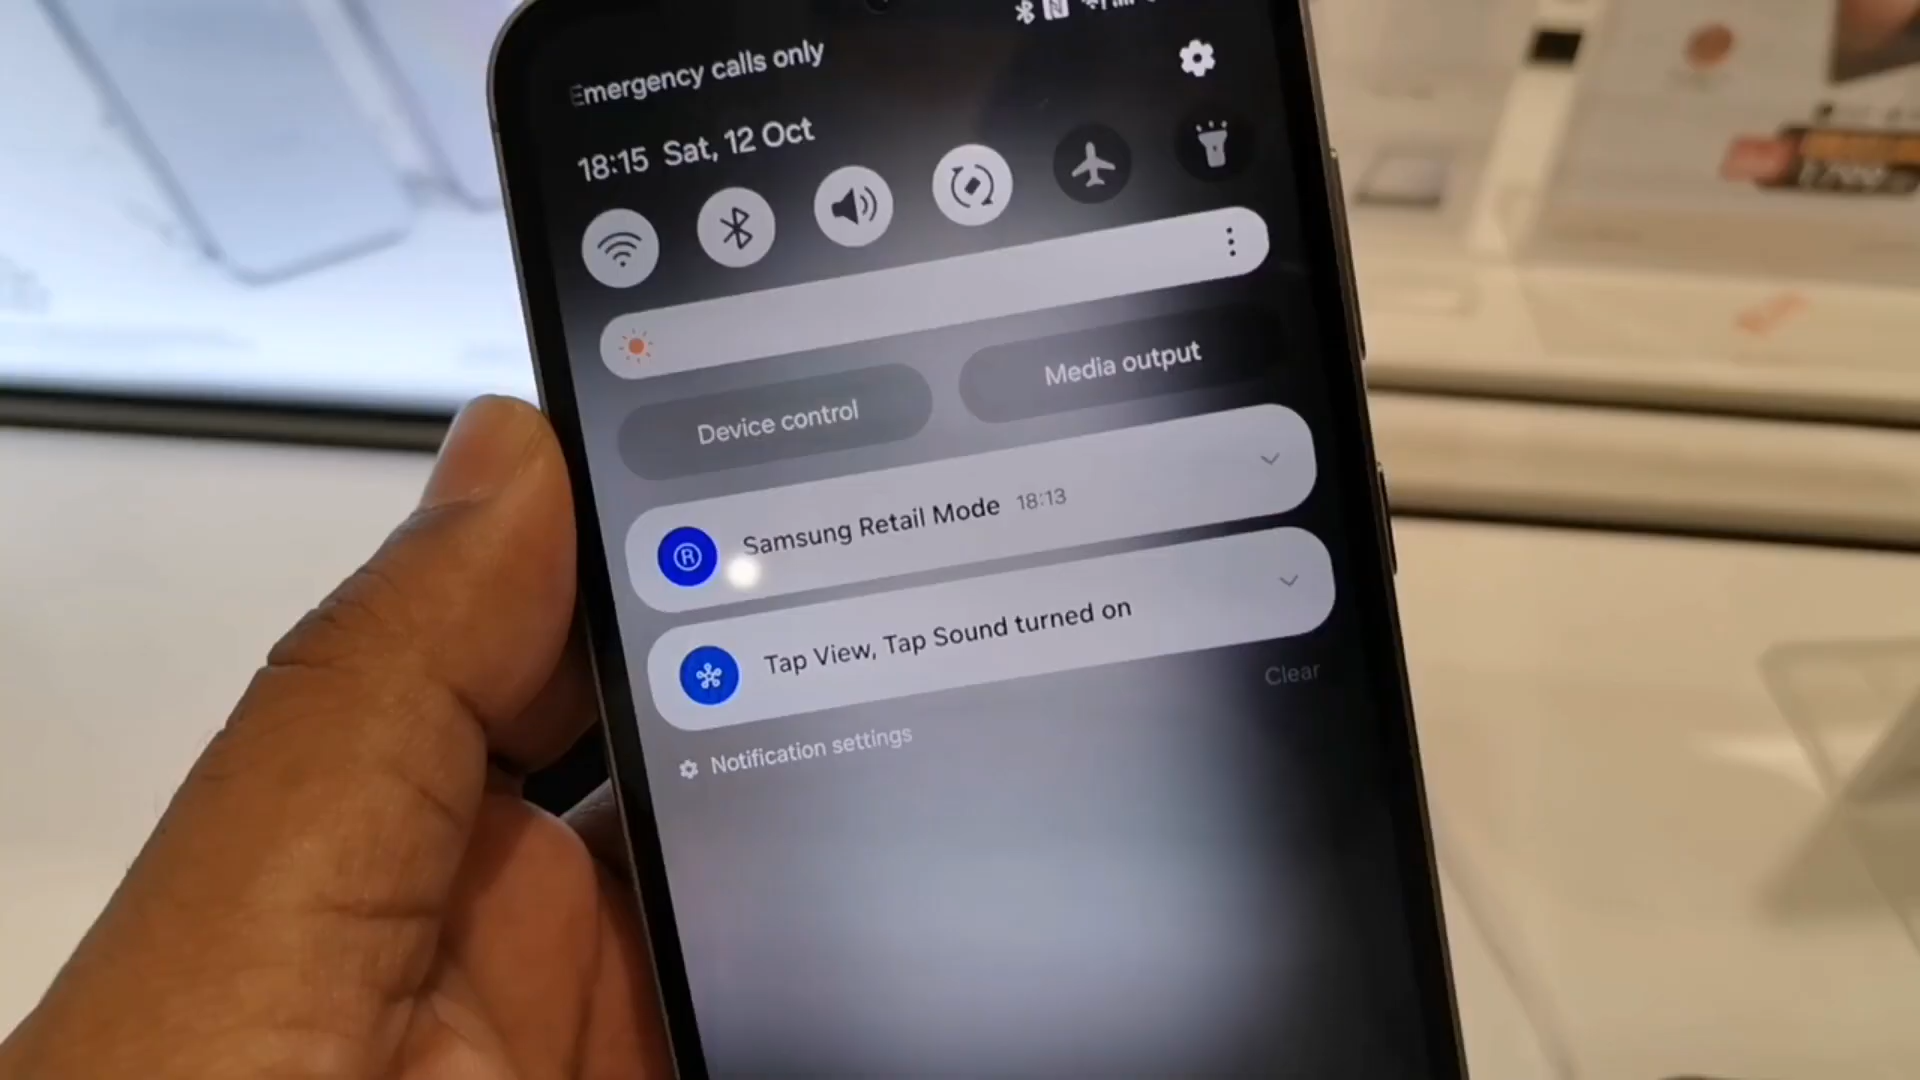 Emergency calls only
18:15 Sat, 12 Oct
Device control
Media output
Samsung Retail Mode 18:13
Tap View, Tap Sound turned on
Clear
Notification settings